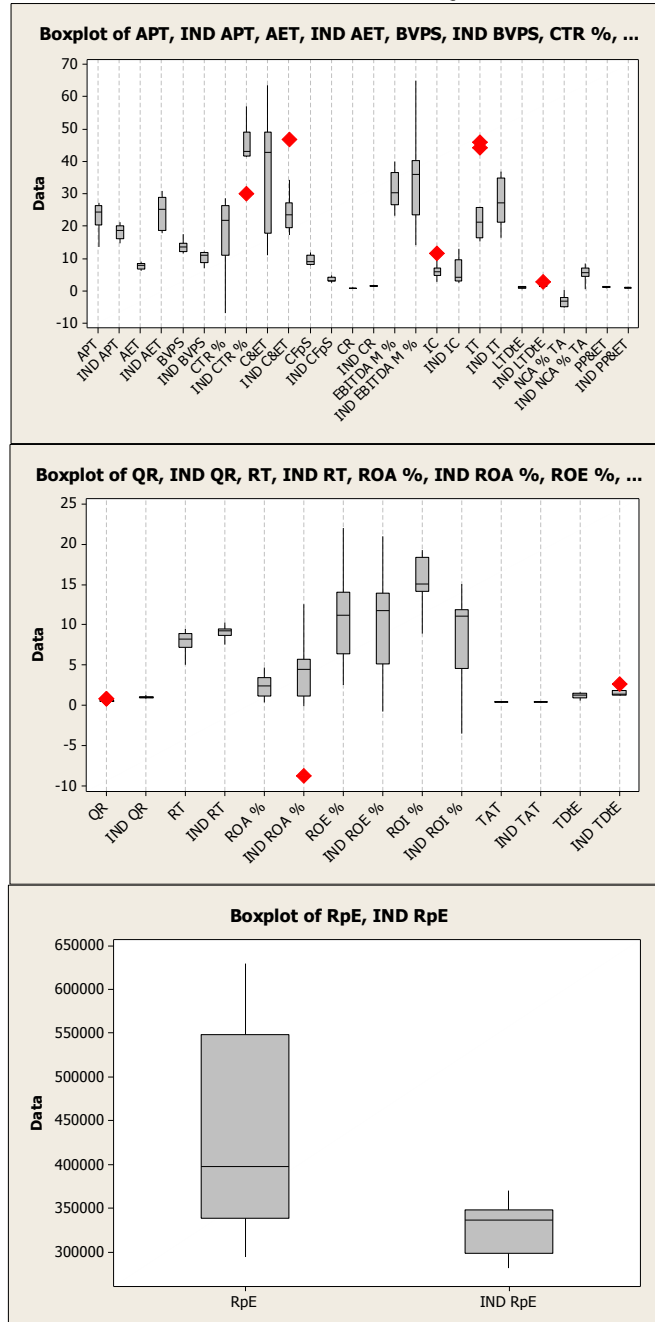 Boxplot of APT, IND APT, AET, IND AET, BVPS, IND BVPS, CTR %, ...
70
60
50
40
30
20
10
0
-10
Data
APT
IND APT
AET
IND AET
BVPS
IND BVPS
CTR %
IND CTR %
C&ET
IND C&ET
CFpS
IND CFpS
CR
IND CR
EBITDA M %
IND EBITDA M %
IC
IND IC
IT
IND IT
LTDtE
IND LTDtE
NCA % TA
IND NCA % TA
PP&ET
IND PP&ET
Boxplot of QR, IND QR, RT, IND RT, ROA %, IND ROA %, ROE %, ...
25
20
15
10
5
0
-5
-10
Data
QR
IND QR
RT
IND RT
ROA %
IND ROA %
ROE %
IND ROE %
ROI %
IND ROI %
TAT
IND TAT
TDtE
IND TDtE
Boxplot of RpE, IND RpE
650000
600000
550000
500000
450000
400000
350000
300000
Data
RpE
IND RpE